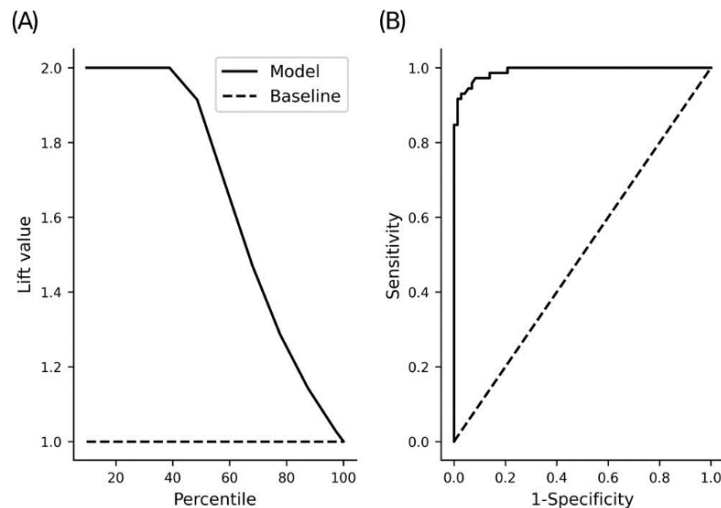 (A)
2.0
1.8
1.6
1.4
1.2
1.0
Lift value
20 40 60 80 100
Percentile
Model
Baseline
(B)
1.0
0.8
0.6
0.4
0.2
0.0
Sensitivity
0.0 0.2 0.4 0.6 0.8 1.0
1-Specificity